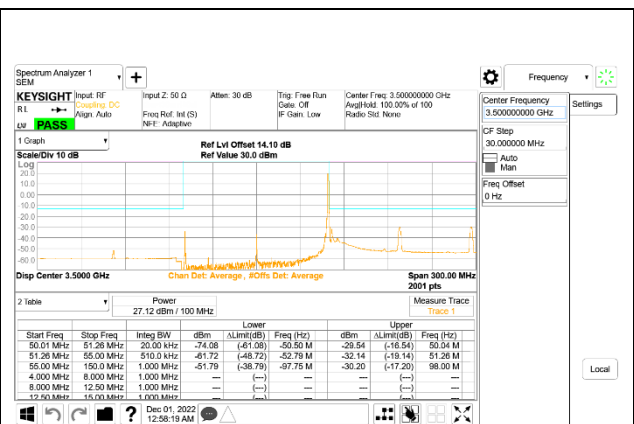 Spectrum Analyzer 1
SEM
Frequency
KEYSIGHT Input: RF Input Z: 50 Ω Atten: 30 dB Trig: Free Run Center Freq: 3.500000000 GHz
Coupling: DC Gate: Off Avg|Hold: 100.00% of 100
RL Align: Auto Freq Ref: Int (S) IF Gain: Low Radio Std: None
NFE: Adaptive
PASS
Center Frequency
3.500000000 GHz
Settings
CF Step
30.000000 MHz
Auto
Man
Freq Offset
0 Hz
1 Graph
Ref Lvl Offset 14.10 dB
Scale/Div 10 dB Ref Value 30.0 dBm
Log
20.0
10.0
0.00
-10.0
-20.0
-30.0
-40.0
-50.0
-60.0
Disp Center 3.5000 GHz Chan Det: Average , #Offs Det: Average Span 300.00 MHz
2001 pts
2 Table Power Measure Trace
27.12 dBm / 100 MHz Trace 1
Lower Upper
Start Freq Stop Freq Integ BW dBm ΔLimit(dB) Freq (Hz) dBm ΔLimit(dB) Freq (Hz)
50.01 MHz 51.26 MHz 20.00 kHz -74.08 (-61.08) -50.50 M -29.54 (-16.54) 50.04 M
51.26 MHz 55.00 MHz 510.0 kHz -61.72 (-48.72) -52.79 M -32.14 (-19.14) 51.26 M
55.00 MHz 150.0 MHz 1.000 MHz -51.79 (-38.79) -97.75 M -30.20 (-17.20) 98.00 M
4.000 MHz 8.000 MHz 1.000 MHz --- (---) --- --- (---) ---
8.000 MHz 12.50 MHz 1.000 MHz --- (---) --- --- (---) ---
12.50 MHz 15.00 MHz 1.000 MHz --- (---) --- --- (---) ---
Local
? Dec 01, 2022
12:58:19 AM